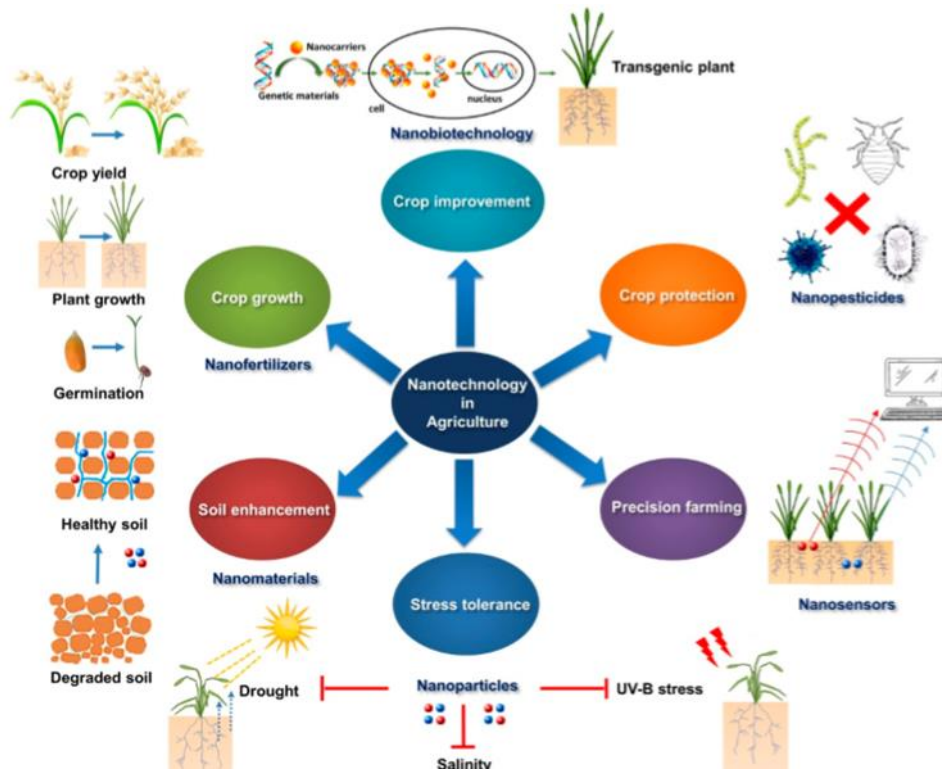 Nanocarriers
Genetic materials
cell
nucleus
Transgenic plant
Nanobiotechnology
Crop yield
Crop improvement
Plant growth
Crop growth
Crop protection
Nanopesticides
Nanofertilizers
Germination
Nanotechnology
in
Agriculture
Healthy soil
Soil enhancement
Precision farming
Nanomaterials
Stress tolerance
Nanosensors
Degraded soil
Drought
Nanoparticles
UV-B stress
Salinity